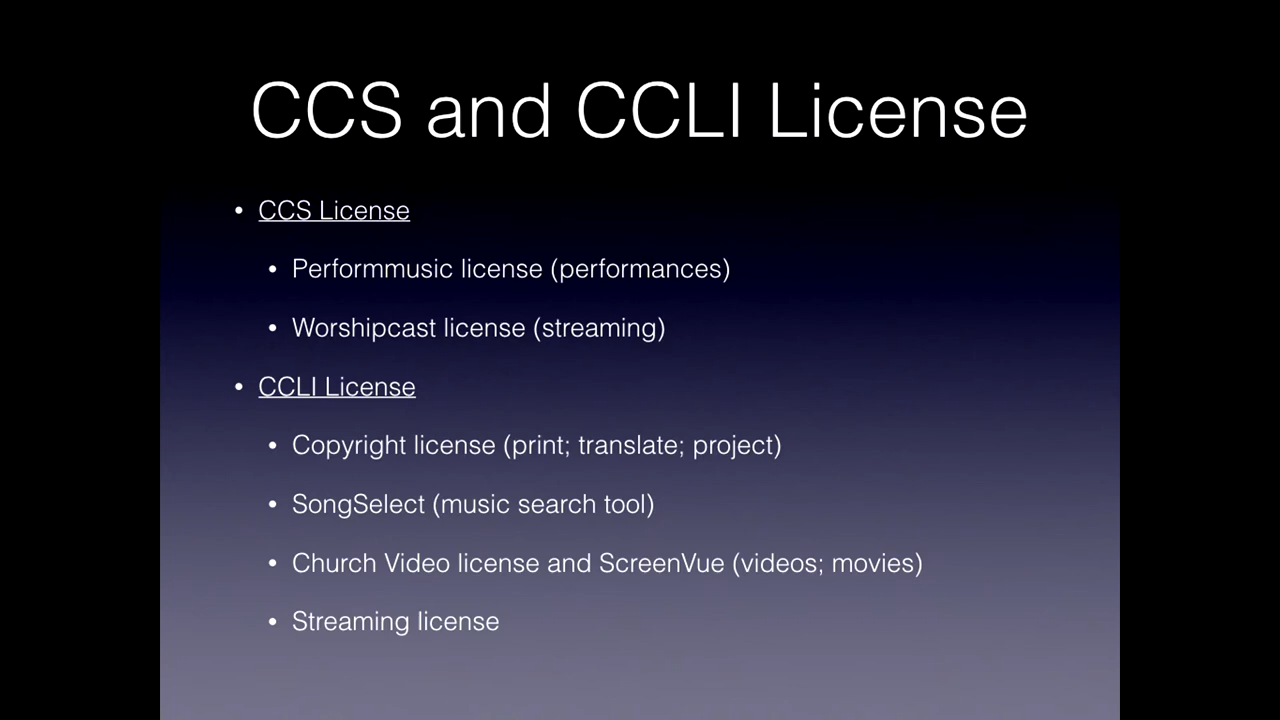 CCS and CCLI License
• CCS License
• Performmusic license (performances)
• Worshipcast license (streaming)
• CCLI License
• Copyright license (print; translate; project)
• SongSelect (music search tool)
• Church Video license and ScreenVue (videos; movies)
• Streaming license